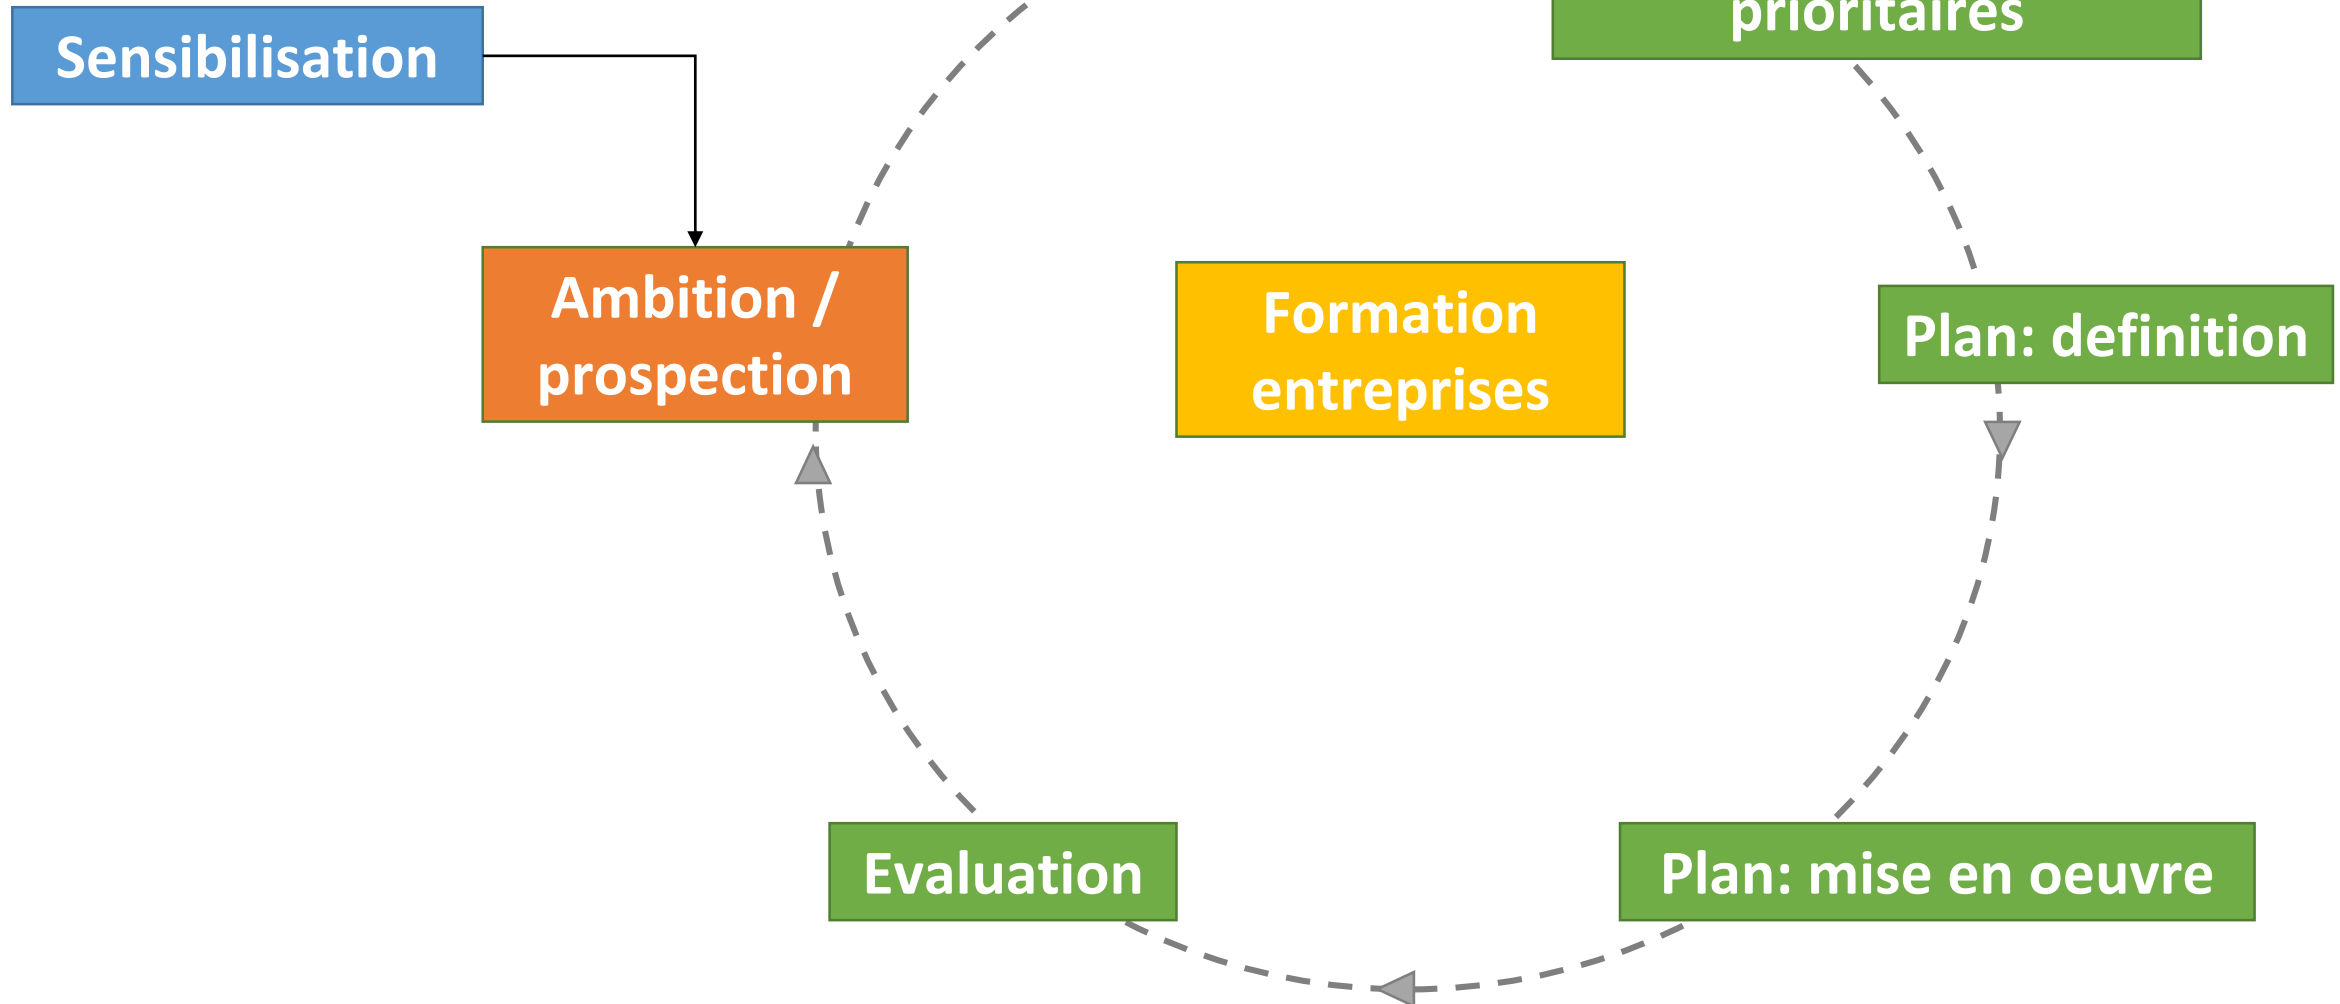 prioritaires
Sensibilisation
Ambition /
prospection
Formation
entreprises
Plan: definition
Evaluation
Plan: mise en oeuvre